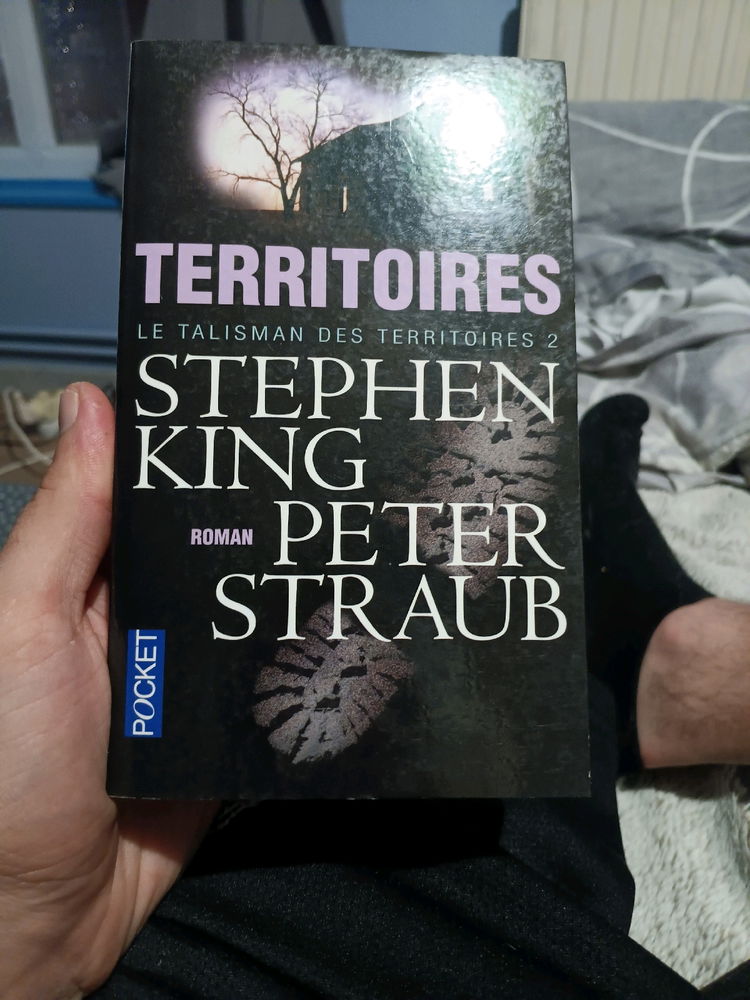 TERRITOIRES
LE TALISMAN DES TERRITOIRES 2
STEPHEN
KING
ROMAN PETER
STRAUB
POCKET